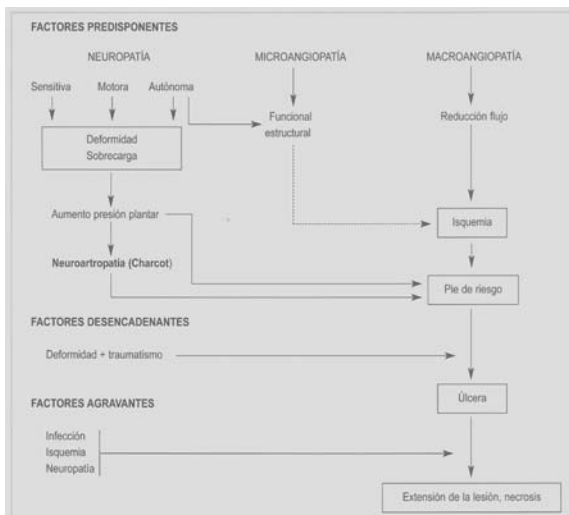 FACTORES PREDISPONENTES
NEUROPATÍA
MICROANGIOPATÍA
MACROANGIOPATÍA
Sensitiva
Motora
Autónoma
Funcional
estructural
Reducción flujo
Deformidad
Sobrecarga
Aumento presión plantar
Isquemia
Neuroartropatía (Charcot)
Pie de riesgo
FACTORES DESENCADENANTES
Deformidad + traumatismo
Úlcera
FACTORES AGRAVANTES
Infección
Isquemia
Neuropatía
Extensión de la lesión, necrosis